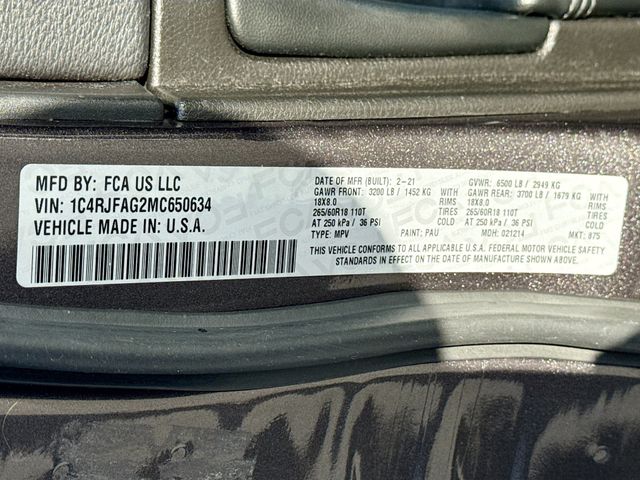 MFD BY: FCA US LLC
VIN: 1C4RJFAG2MC650634
VEHICLE MADE IN: U.S.A.
DATE OF MFR (BUILT): 2-21 GVWR: 6500 LB / 2949 KG
GAWR FRONT: 3200 LB / 1452 KG GAWR REAR: 3700 LB / 1679 KG
18X8.0 RIMS 18X8.0
265/60R18 110T TIRES 265/60R18 110T
AT 250 kPa / 36 PSI COLD AT 250 kPa / 36 PSI COLD
TYPE: MPV PAINT: PAU MDH: 021214 MKT: 875
THIS VEHICLE CONFORMS TO ALL APPLICABLE U.S.A. FEDERAL MOTOR VEHICLE SAFETY
STANDARDS IN EFFECT ON THE DATE OF MANUFACTURE SHOWN ABOVE.